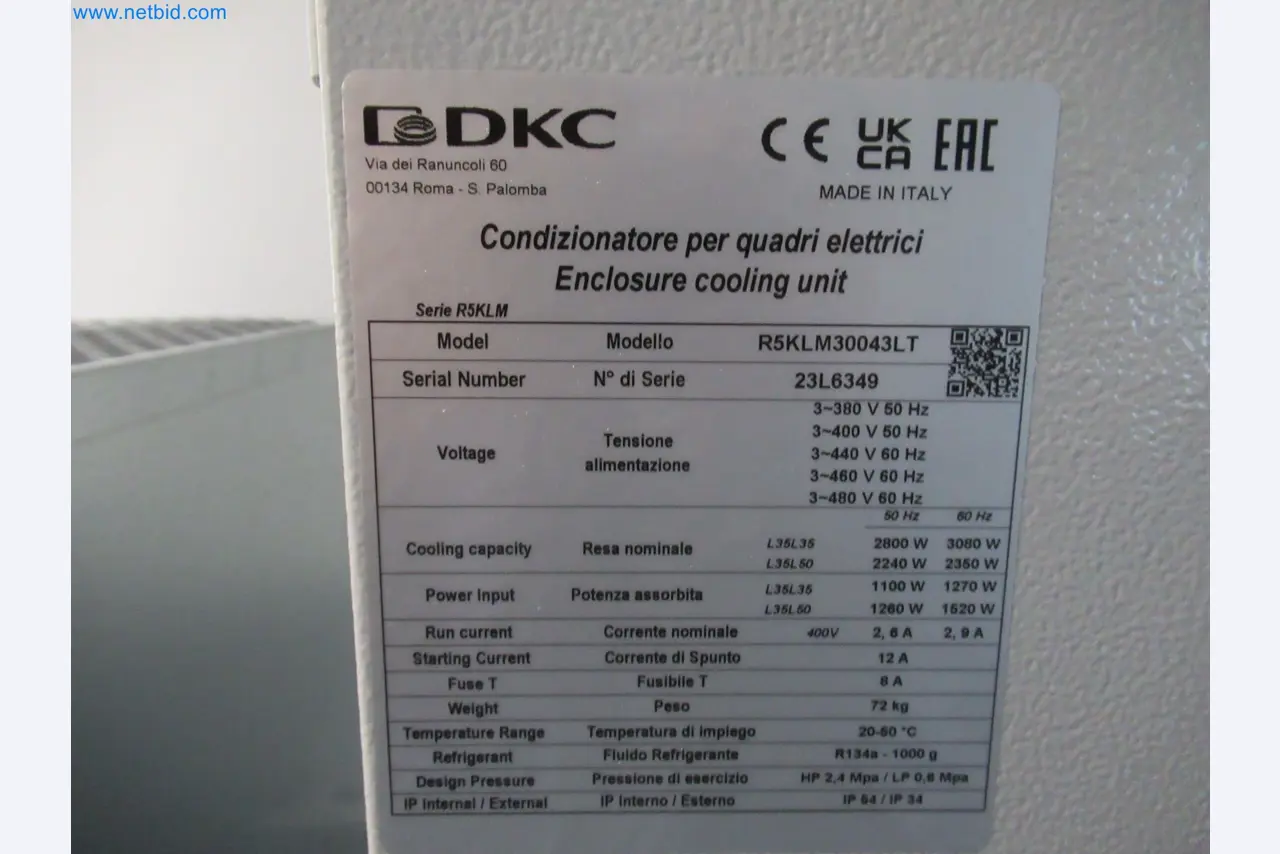 www.netbid.com
DKC
Via dei Ranuncoli 60
00134 Roma - S. Palomba
CE UKCA EAC
MADE IN ITALY
Condizionatore per quadri elettrici
Enclosure cooling unit
Serie R5KLM
Model Modello R5KLM30043LT
Serial Number N° di Serie 23L6349
Voltage Tensione alimentazione
3~380 V 50 Hz
3~400 V 50 Hz
3~440 V 60 Hz
3~460 V 60 Hz
3~480 V 60 Hz
50 Hz 60 Hz
Cooling capacity Resa nominale L35L35 2800 W 3080 W
L35L50 2240 W 2350 W
Power Input Potenza assorbita L35L35 1100 W 1270 W
L35L50 1260 W 1520 W
Run current Corrente nominale 400V 2, 6 A 2, 9 A
Starting Current Corrente di Spunto 12 A
Fuse T Fusibile T 8 A
Weight Peso 72 kg
Temperature Range Temperatura di impiego 20-50 °C
Refrigerant Fluido Refrigerante R134a - 1000 g
Design Pressure Pressione di esercizio HP 2,4 Mpa / LP 0,6 Mpa
IP Internal / External IP Interno / Esterno IP 54 / IP 34